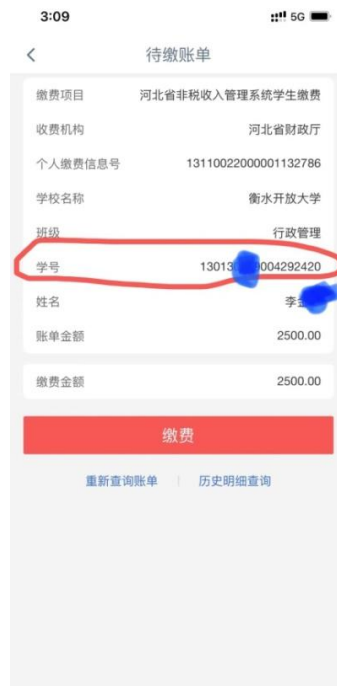 3:09
5G
待缴账单
缴费项目 河北省非税收入管理系统学生缴费
收费机构 河北省财政厅
个人缴费信息号 13110022000001132786
学校名称 衡水开放大学
班级 行政管理
学号 13013 004292420
姓名 李
账单金额 2500.00
缴费金额 2500.00
缴费
重新查询账单 历史明细查询